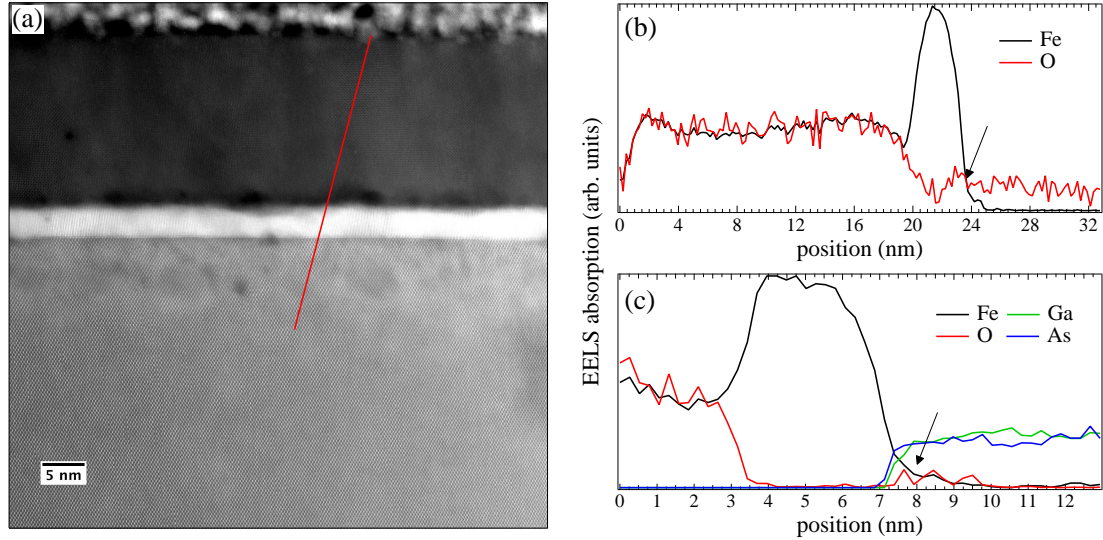 (a)
5 nm
EELS absorption (arb. units)
(b)
Fe
O
0 4 8 12 16 20 24 28 32
position (nm)
(c)
Fe Ga
O As
0 1 2 3 4 5 6 7 8 9 10 11 12
position (nm)